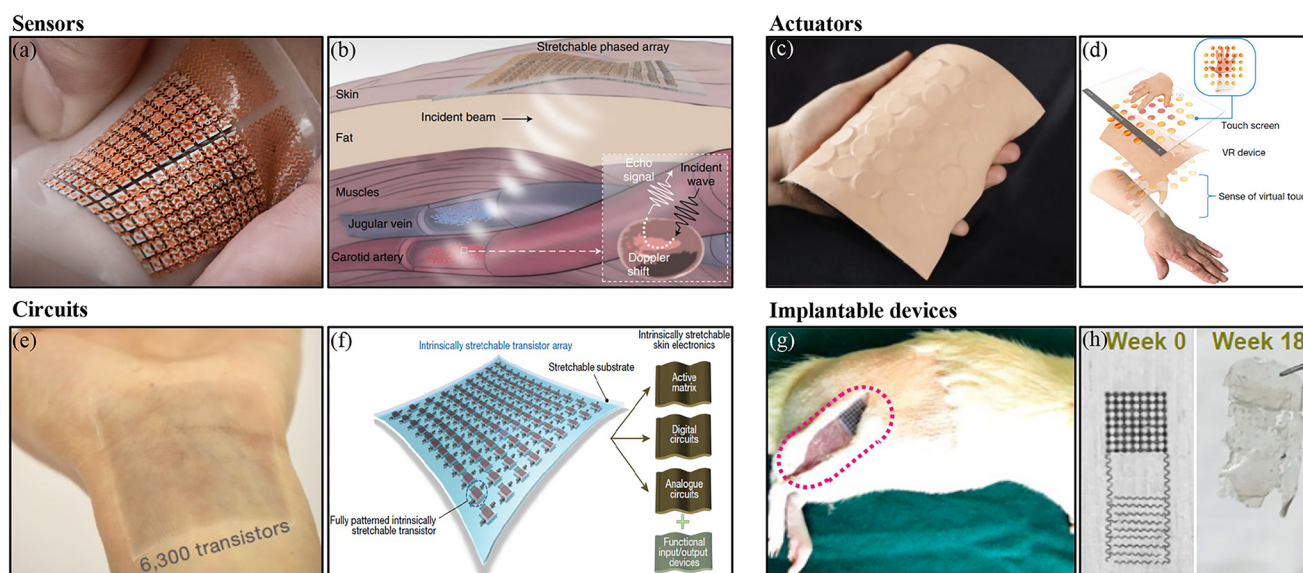 Sensors
(a)
(b)
Stretchable phased array
Skin
Incident beam
Fat
Echo
signal
Incident
wave
Muscles
Jugular vein
Carotid artery
Doppler
shift
Actuators
(c)
(d)
Touch screen
VR device
Sense of virtual touc
Circuits
(e)
6,300 transistors
(f)
Intrinsically stretchable transistor array
Stretchable substrate
Fully patterned intrinsically
stretchable transistor
Intrinsically stretchable
skin electronics
Active
matrix
Digital
circuits
Analogue
circuits
+
Functional
input/output
devices
Implantable devices
(g)
(h)
Week 0
Week 18